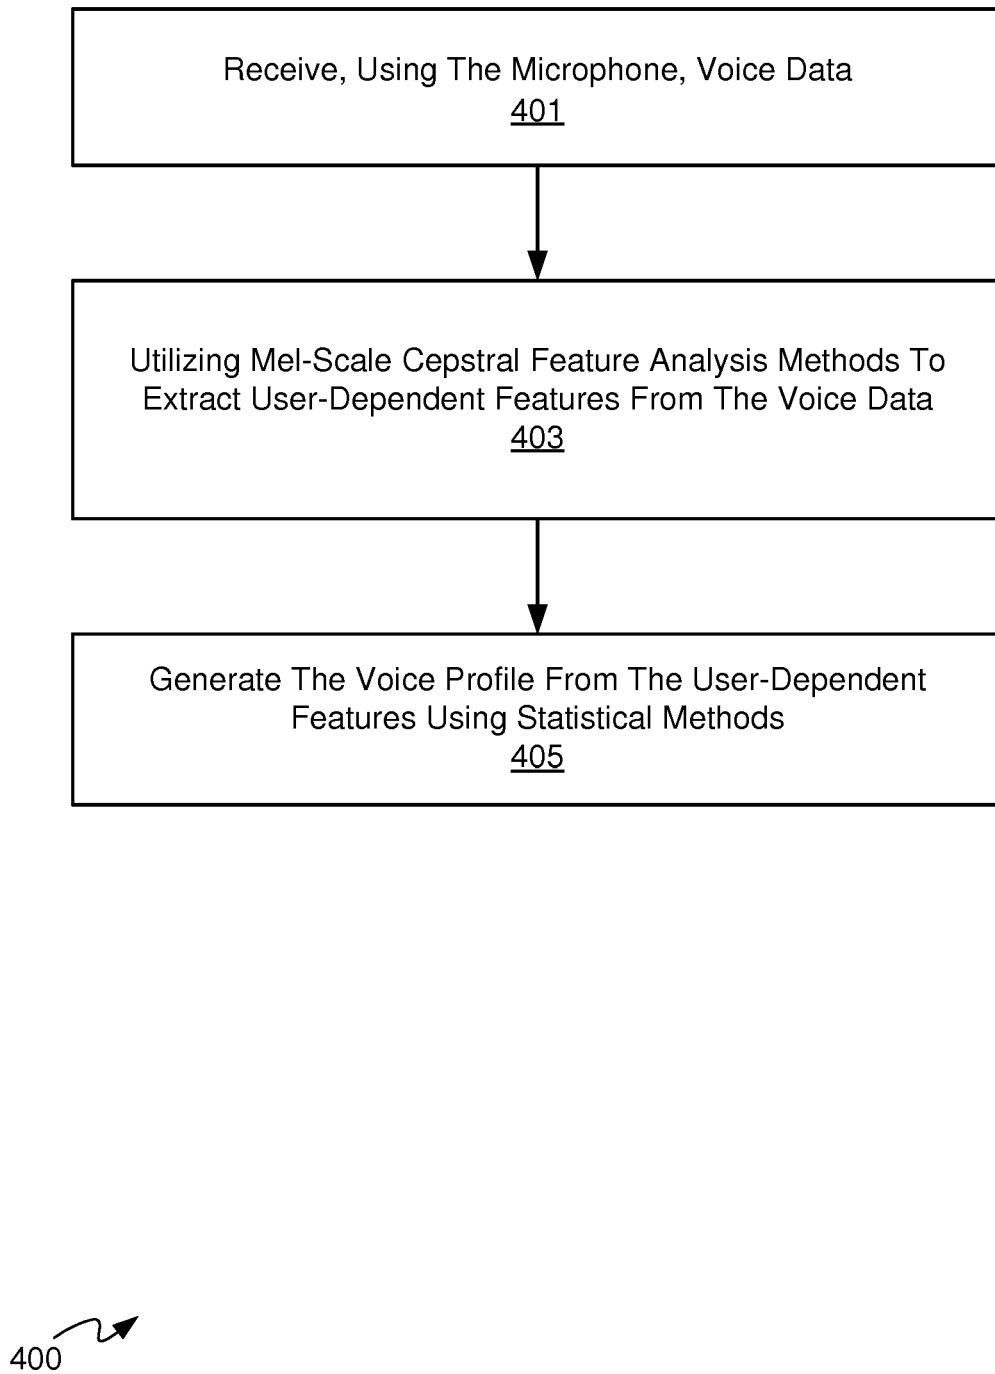 Receive, Using The Microphone, Voice Data
401
Utilizing Mel-Scale Cepstral Feature Analysis Methods To
Extract User-Dependent Features From The Voice Data
403
Generate The Voice Profile From The User-Dependent
Features Using Statistical Methods
405
400